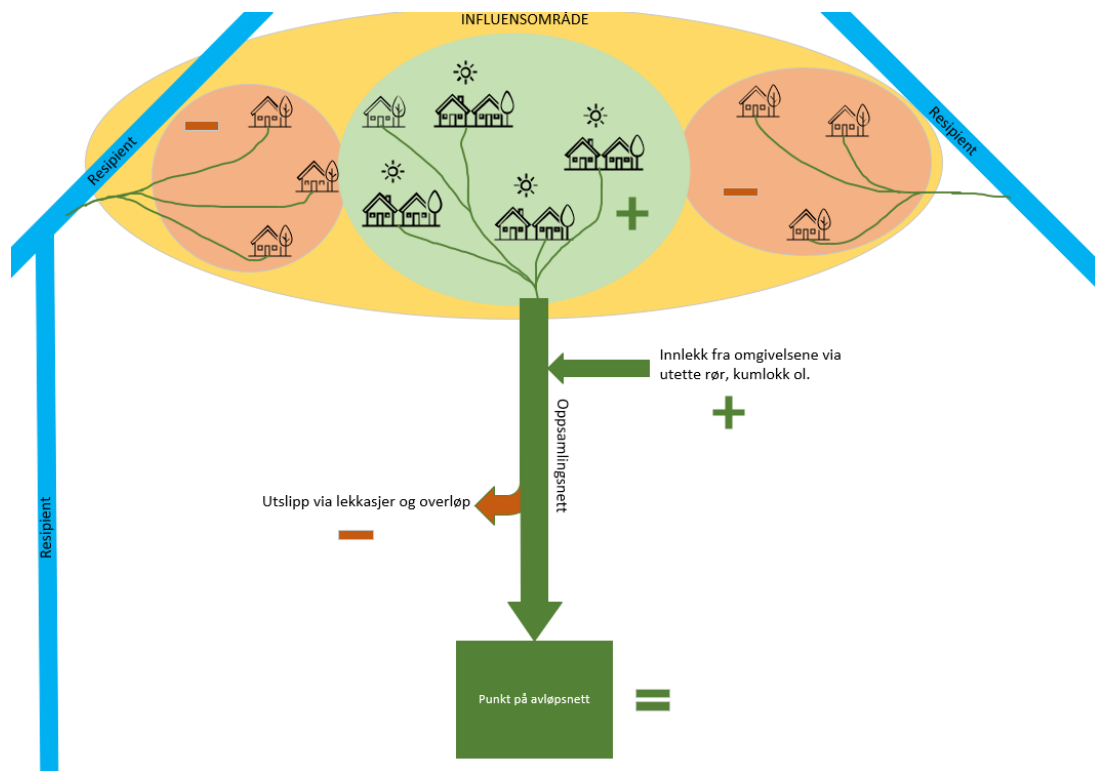 INFLUENSOMRÅDE
Resipient
Resipient
Innlekk fra omgivelsene via
utette rør, kumlokk ol.
Oppsamlingsnett
Utslipp via lekkasjer og overløp
Resipient
Punkt på avløpsnett